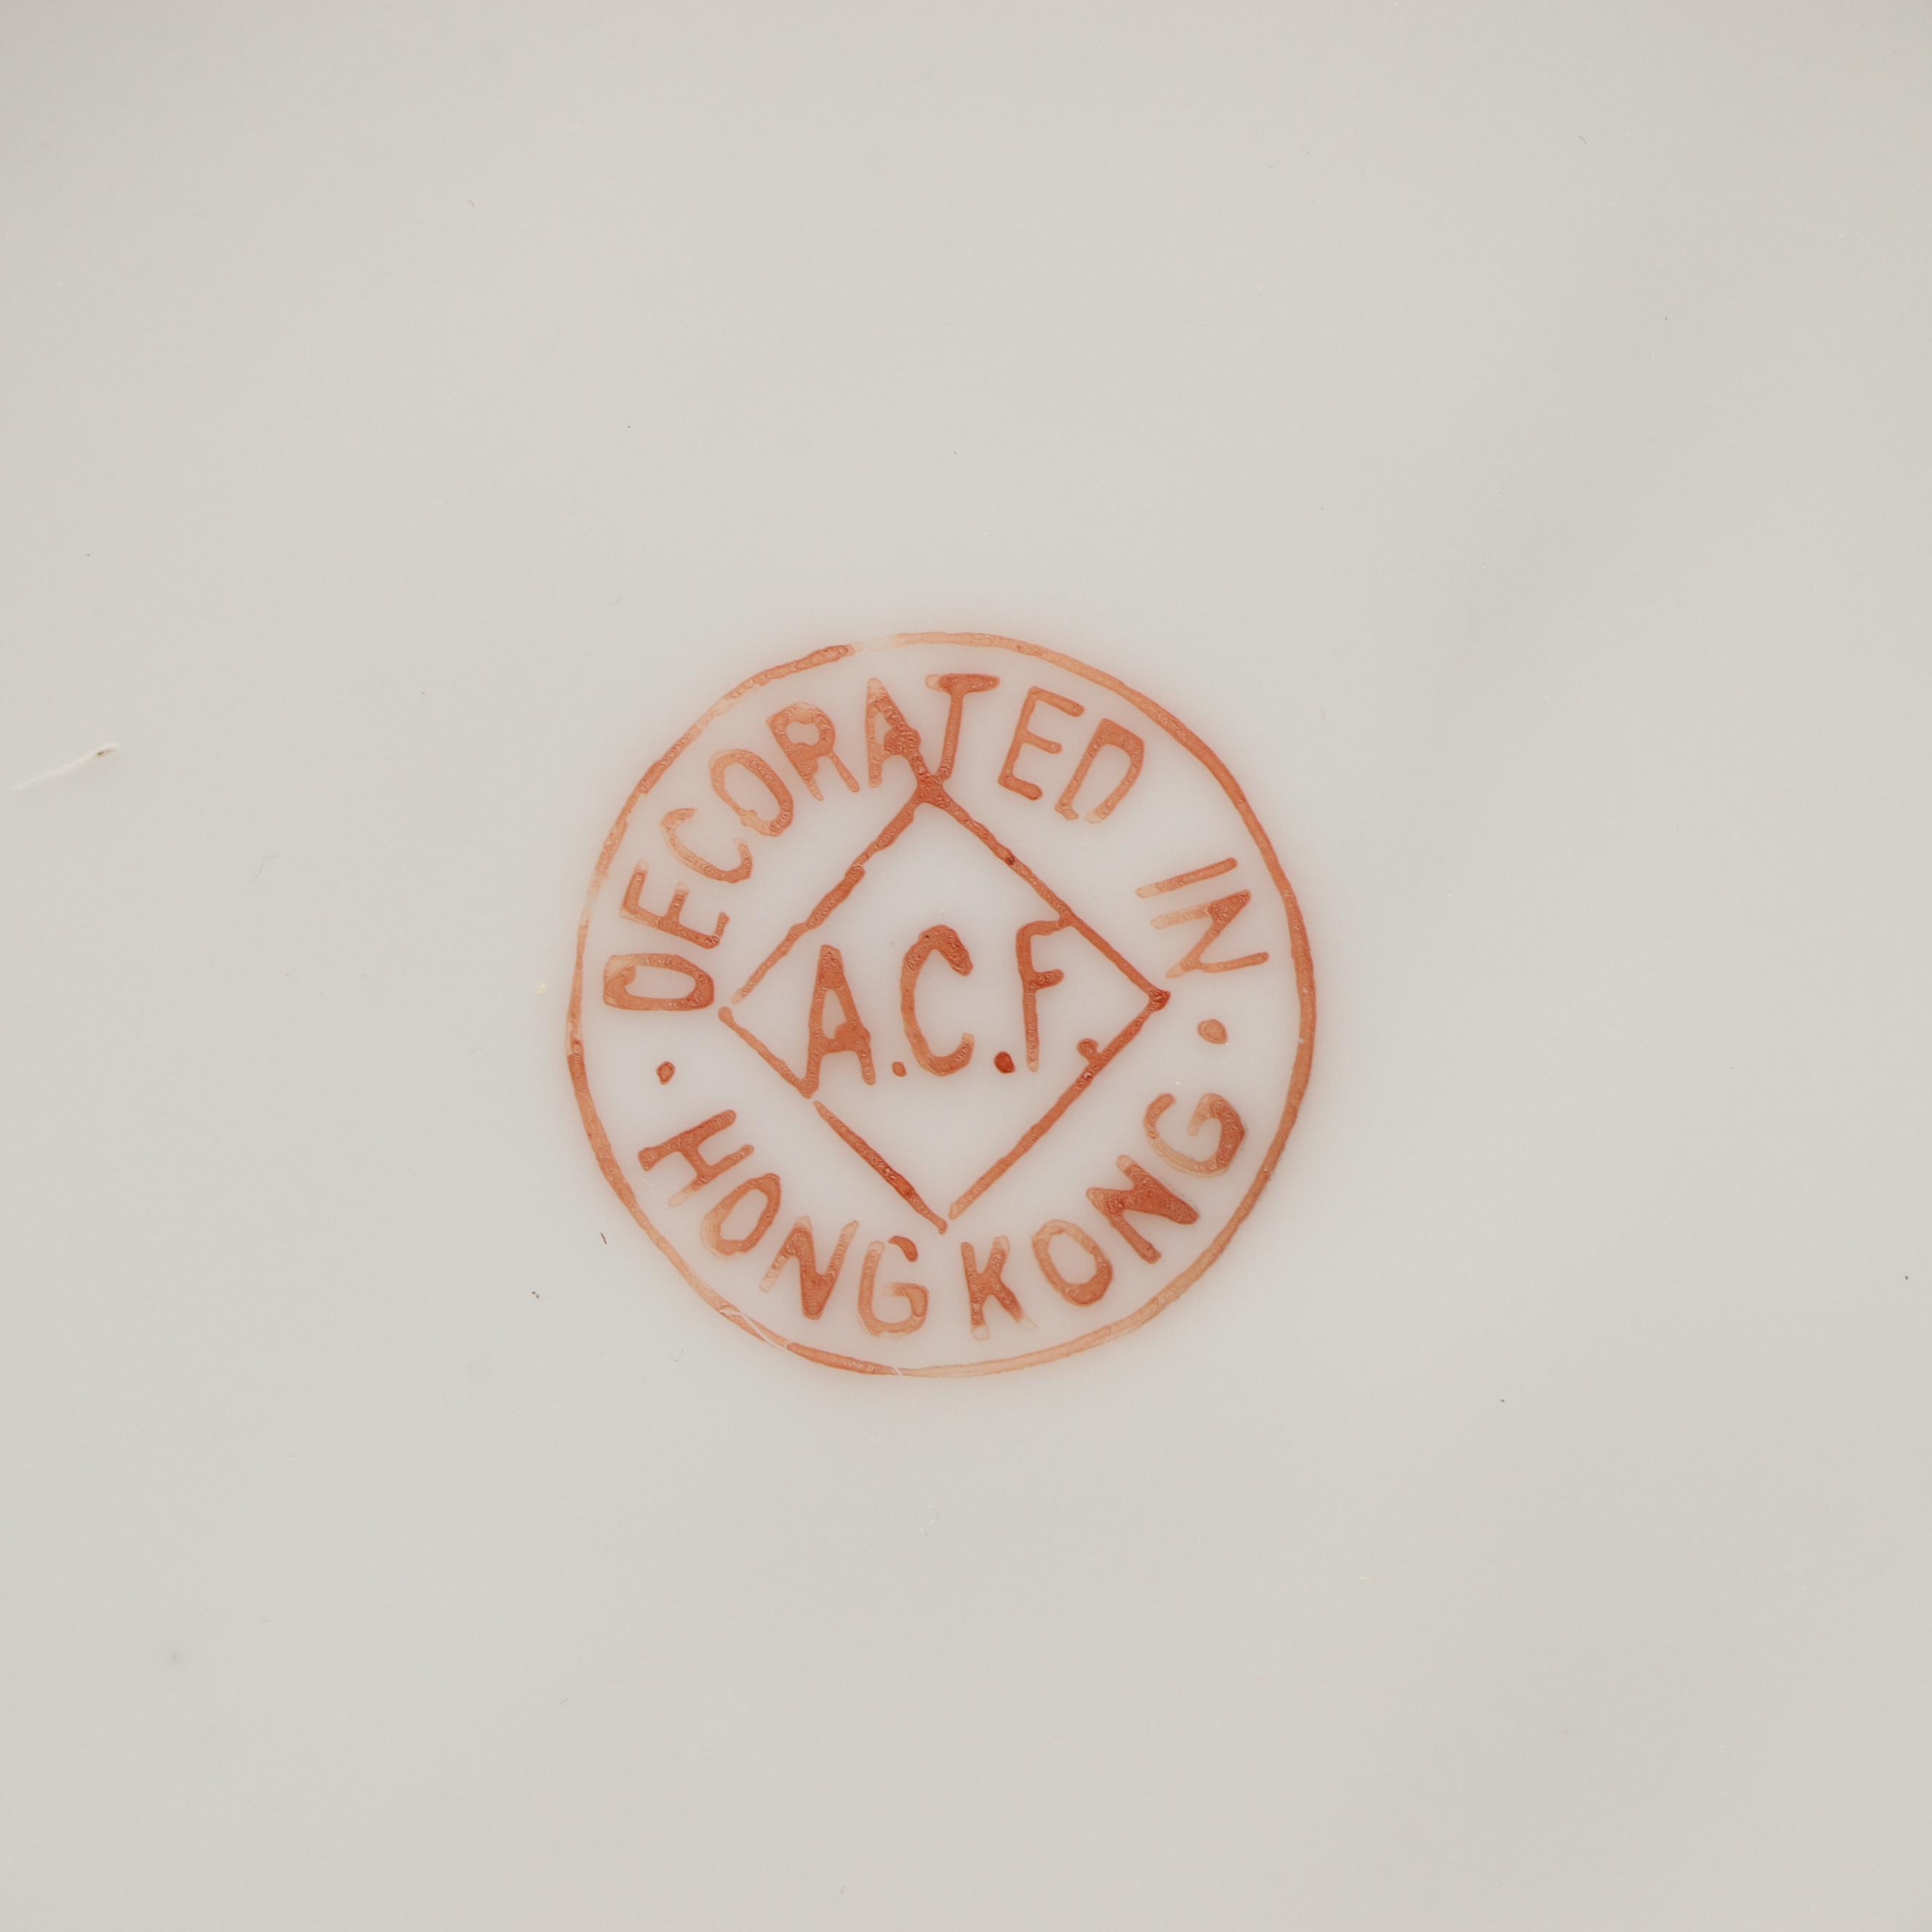 DECORATED IN
A.C.F.
· HONG KONG ·